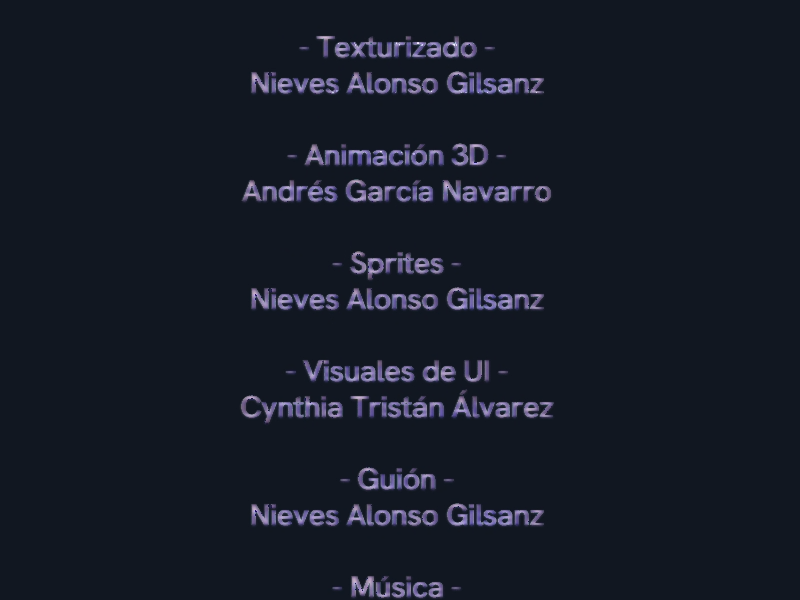 - Texturizado -
Nieves Alonso Gilsanz
- Animación 3D -
Andrés García Navarro
- Sprites -
Nieves Alonso Gilsanz
- Visuales de UI -
Cynthia Tristán Álvarez
- Guión -
Nieves Alonso Gilsanz
- Música -